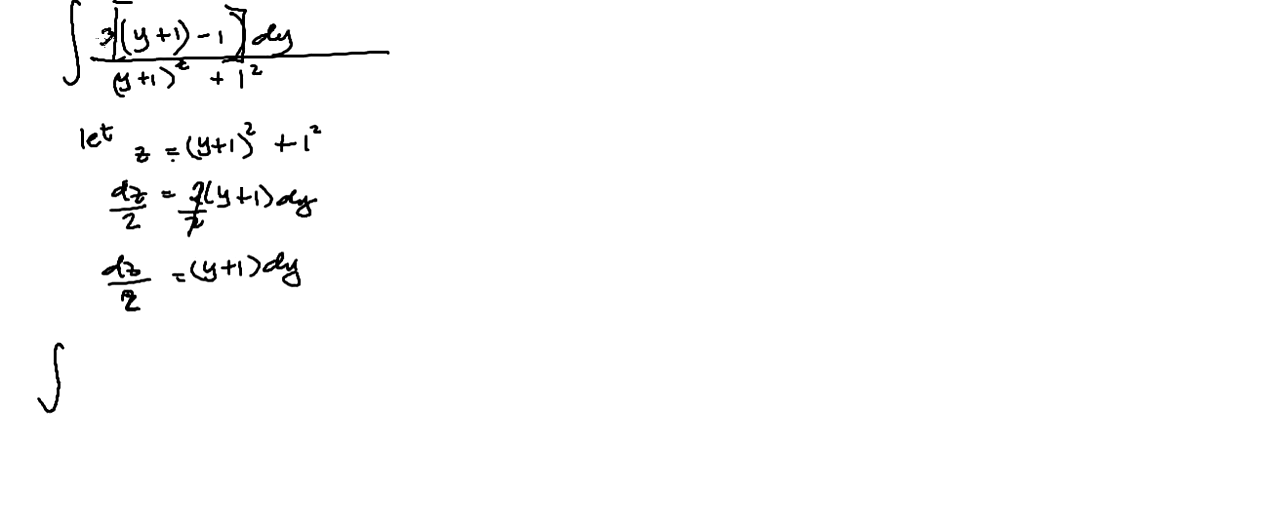 ∫ 3[(y+1) - 1] dy
(y+1)² + 1²
let z = (y+1)² + 1²
dz/2 = 2(y+1)dy/2
dz/2 = (y+1)dy
∫